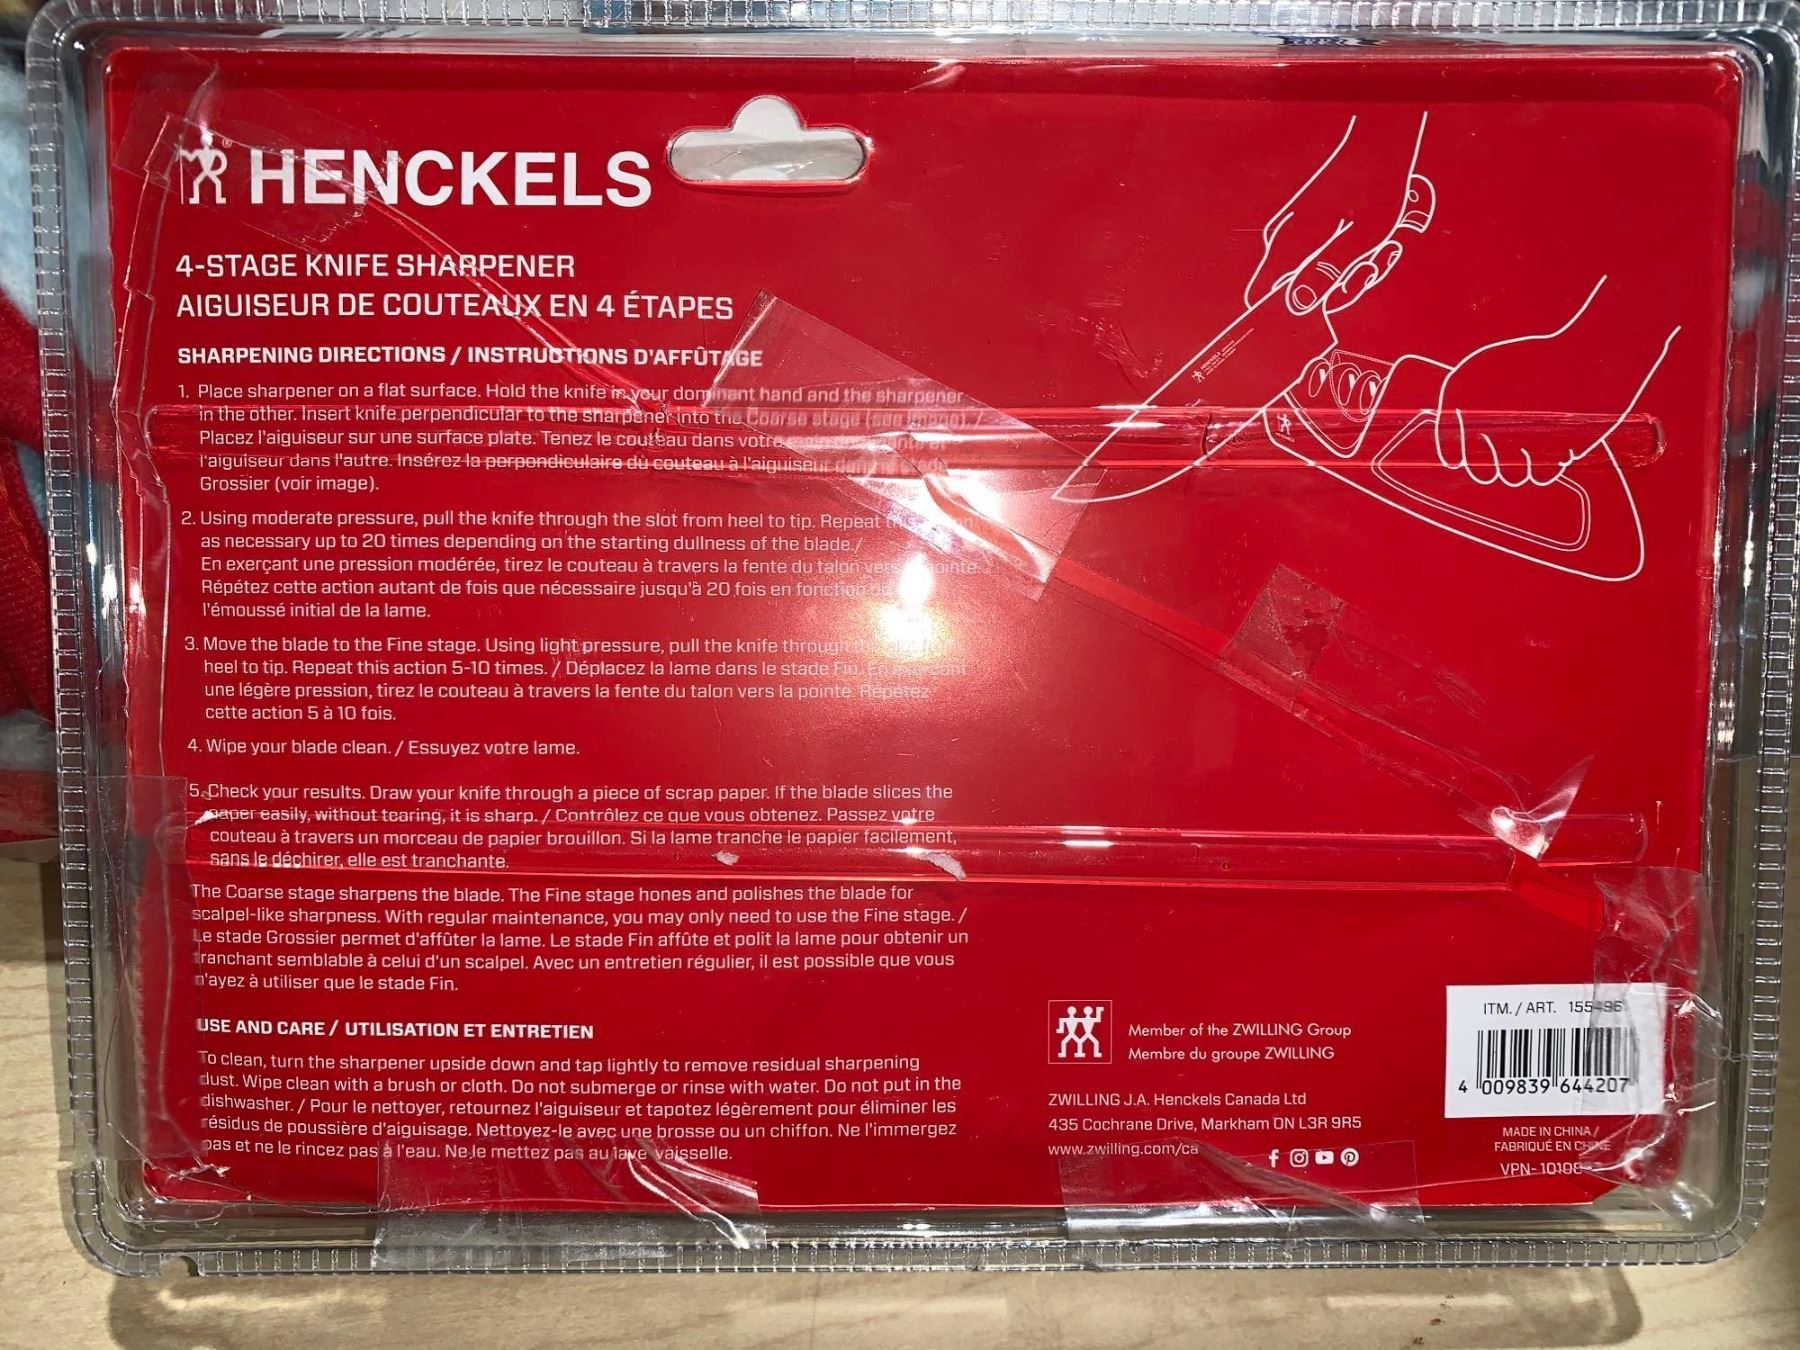 HENCKELS
4-STAGE KNIFE SHARPENER
AIGUISEUR DE COUTEAUX EN 4 ÉTAPES
SHARPENING DIRECTIONS / INSTRUCTIONS D'AFFÛTAGE
1. Place sharpener on a flat surface. Hold the knife in your dominant hand and the sharpener
in the other. Insert knife perpendicular to the sharpener into the Coarse stage (see image). /
Placez l'aiguiseur sur une surface plate. Tenez le couteau dans votre
l'aiguiseur dans l'autre. Insérez la perpondiculaire du couteau à l'aiguiseur
Grossier (voir image).
2. Using moderate pressure, pull the knife through the slot from heel to tip. Repeat
as necessary up to 20 times depending on the starting dullness of the blade./
En exerçant une pression modérée, tirez le couteau à travers la fente du talon vers pointe.
Répétez cette action autant de fois que nécessaire jusqu'à 20 fois en fonction
l'émoussé initial de la lame.
3. Move the blade to the Fine stage. Using light pressure, pull the knife through
heel to tip. Repeat this action 5-10 times. / Déplacez la lame dans le stade Fin.
une légère pression, tirez le couteau à travers la fente du talon vers la pointe. Répétez
cette action 5 à 10 fois.
4. Wipe your blade clean. / Essuyez votre lame.
5. Check your results. Draw your knife through a piece of scrap paper. If the blade slices the
paper easily, without tearing, it is sharp. / Contrôlez ce que vous obtenez. Passez votre
couteau à travers un morceau de papier brouillon. Si la lame tranche le papier facilement,
sans le déchirer, elle est tranchante.
The Coarse stage sharpens the blade. The Fine stage hones and polishes the blade for
scalpel-like sharpness. With regular maintenance, you may only need to use the Fine stage. /
Le stade Grossier permet d'affûter la lame. Le stade Fin affûte et polit la lame pour obtenir un
tranchant semblable à celui d'un scalpel. Avec un entretien régulier, il est possible que vous
n'ayez à utiliser que le stade Fin.
USE AND CARE / UTILISATION ET ENTRETIEN
To clean, turn the sharpener upside down and tap lightly to remove residual sharpening
dust. Wipe clean with a brush or cloth. Do not submerge or rinse with water. Do not put in the
dishwasher. / Pour le nettoyer, retournez l'aiguiseur et tapotez légèrement pour éliminer les
résidus de poussière d'aiguisage. Nettoyez-le avec une brosse ou un chiffon. Ne l'immergez
pas et ne le rincez pas à l'eau. Ne le mettez pas au lave vaisselle.
HENCKELS
Member of the ZWILLING Group
Membre du groupe ZWILLING
ZWILLING J.A. Henckels Canada Ltd
435 Cochrane Drive, Markham ON L3R 9R5
www.zwilling.com/ca
ITM. / ART. 155496
4 009839 644207
MADE IN CHINA /
FABRIQUÉ EN CHINE